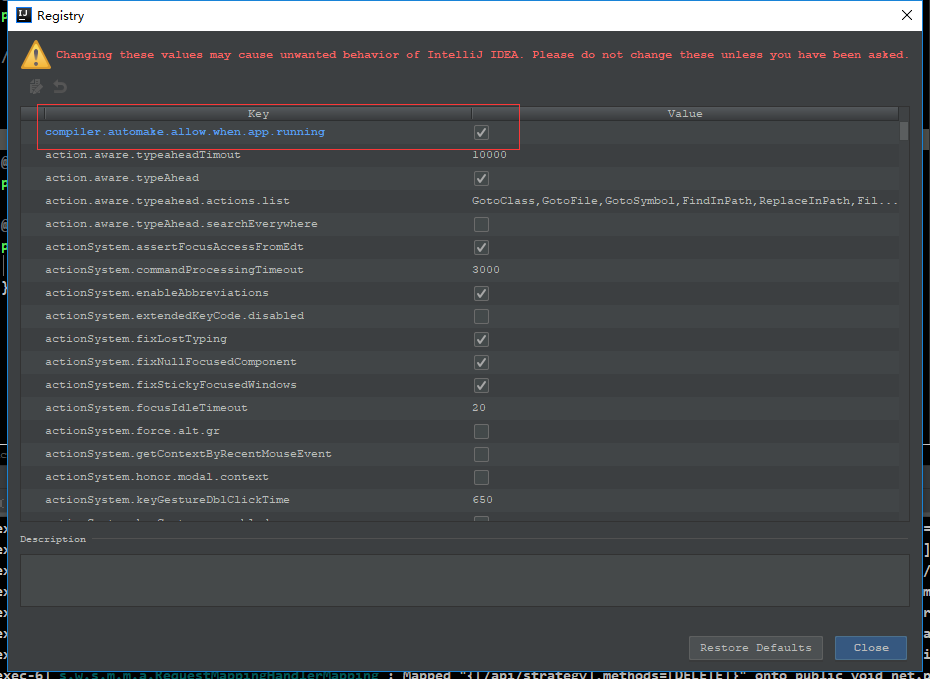 IJ Registry
Changing these values may cause unwanted behavior of IntelliJ IDEA. Please do not change these unless you have been asked.
Key Value
compiler.automake.allow.when.app.running
action.aware.typeaheadTimout 10000
action.aware.typeAhead
action.aware.typeahead.actions.list GotoClass,GotoFile,GotoSymbol,FindInPath,ReplaceInPath,Fil...
action.aware.typeahead.searchEverywhere
actionSystem.assertFocusAccessFromEdt
actionSystem.commandProcessingTimeout 3000
actionSystem.enableAbbreviations
actionSystem.extendedKeyCode.disabled
actionSystem.fixLostTyping
actionSystem.fixNullFocusedComponent
actionSystem.fixStickyFocusedWindows
actionSystem.focusIdleTimeout 20
actionSystem.force.alt.gr
actionSystem.getContextByRecentMouseEvent
actionSystem.honor.modal.context
actionSystem.keyGestureDblClickTime 650
Description
Restore Defaults Close
exec-6] s.w.s.m.m.a.RequestMappingHandlerMapping : Mapped "{[/api/strategy],methods=[DELETE]}" onto public void net.p